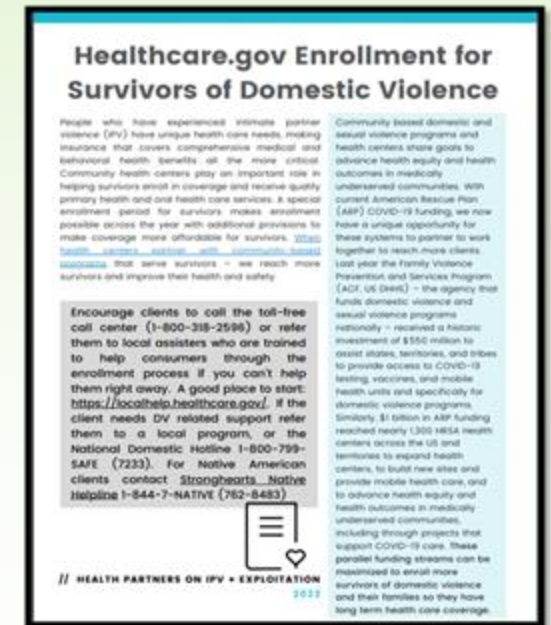 Healthcare.gov Enrollment for
Survivors of Domestic Violence
People who have experienced intimate partner
violence (IPV) have unique health care needs, making
insurance that covers comprehensive medical and
behavioral health benefits all the more critical.
Community health centers play an important role in
helping survivors enroll in coverage and receive quality
primary health and oral health care services. A special
enrollment period for survivors makes enrollment
possible across the year with additional provisions to
make coverage more affordable for survivors. When
health centers partner with community-based
programs that serve survivors – we reach more
survivors and improve their health and safety
Encourage clients to call the toll-free
call center (1-800-318-2596) or refer
them to local assisters who are trained
to help consumers through the
enrollment process if you can't help
them right away. A good place to start:
https://localhelp.healthcare.gov/. If the
client needs DV related support refer
them to a local program, or the
National Domestic Hotline 1-800-799-
SAFE (7233). For Native American
clients contact Stronghearts Native
Helpline 1-844-7-NATIVE (762-8483)
// HEALTH PARTNERS ON IPV + EXPLOITATION
2022
Community based domestic and
sexual violence programs and
health centers share goals to
advance health equity and health
outcomes in medically
underserved communities. With
current American Rescue Plan
(ARP) COVID-19 funding, we now
have a unique opportunity for
these systems to partner to work
together to reach more clients.
Last year the Family Violence
Prevention and Services Program
(ACF, US DHHS) – the agency that
funds domestic violence and
sexual violence programs
nationally – received a historic
investment of $550 million to
assist states, territories, and tribes
to provide access to COVID-19
testing, vaccines, and mobile
health units and specifically for
domestic violence programs.
Similarly, $1 billion in ARP funding
reached nearly 1,300 HRSA Health
centers across the US and
territories to expand health
centers, to build new sites and
provide mobile health care, and
to advance health equity and
health outcomes in medically
underserved communities,
including through projects that
support COVID-19 care. These
parallel funding streams can be
maximized to enroll more
survivors of domestic violence
and their families so they have
long term health care coverage.